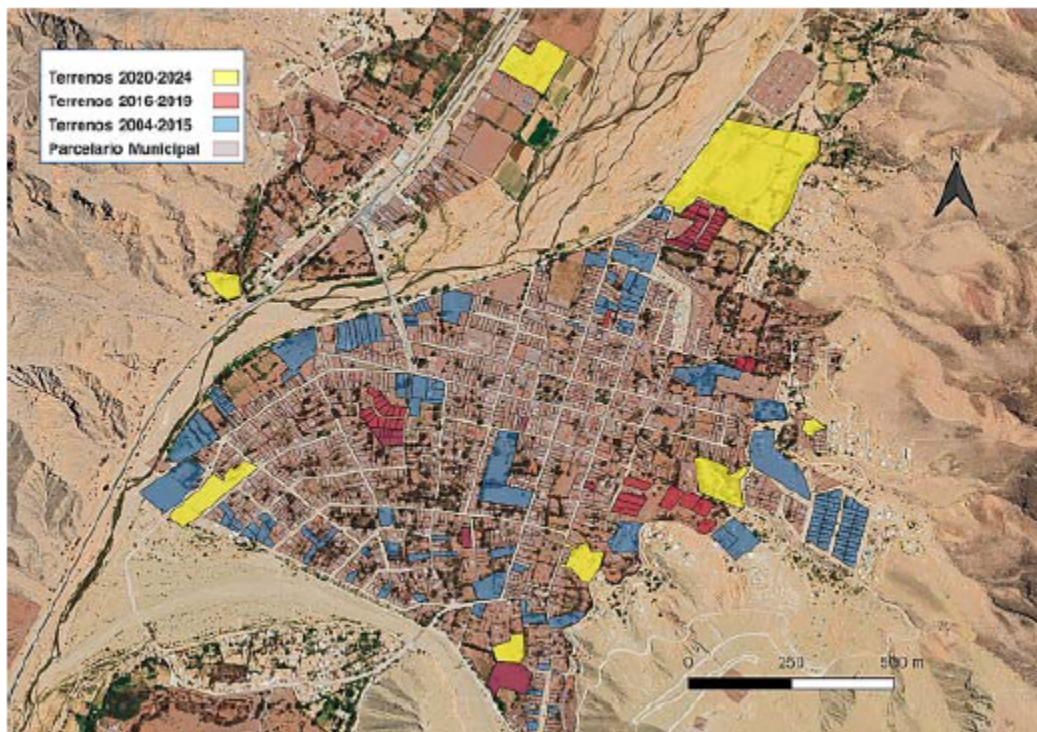 Terrenos 2020-2024
Terrenos 2016-2019
Terrenos 2004-2015
Parcelario Municipal
N
0 250 500 m